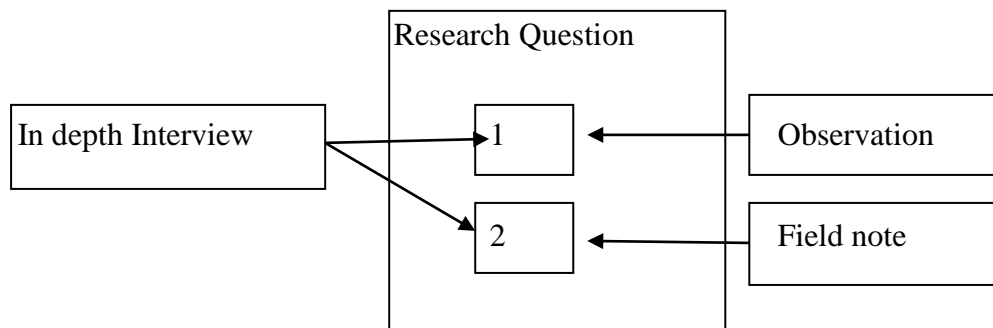 Research Question
In depth Interview
1
Observation
2
Field note